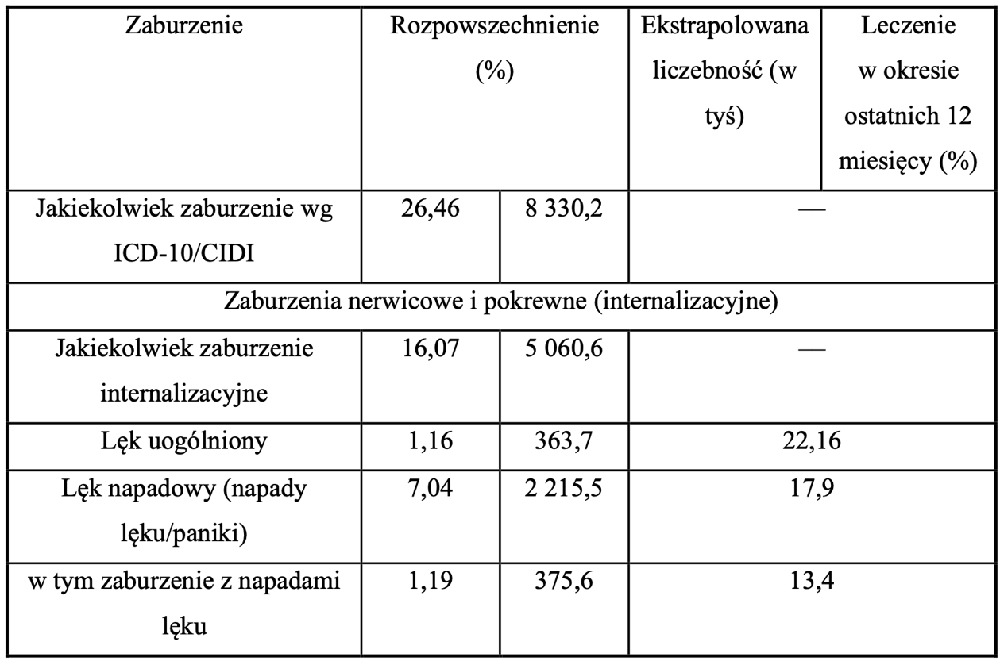 Zaburzenie
Rozpowszechnienie
(%)
Ekstrapolowana
liczebność (w
tyś)
Leczenie
w okresie
ostatnich 12
miesięcy (%)
Jakiekolwiek zaburzenie wg
ICD-10/CIDI
26,46
8 330,2
—
Zaburzenia nerwicowe i pokrewne (internalizacyjne)
Jakiekolwiek zaburzenie
internalizacyjne
16,07
5 060,6
—
Lęk uogólniony
1,16
363,7
22,16
Lęk napadowy (napady
lęku/paniki)
7,04
2 215,5
17,9
w tym zaburzenie z napadami
lęku
1,19
375,6
13,4